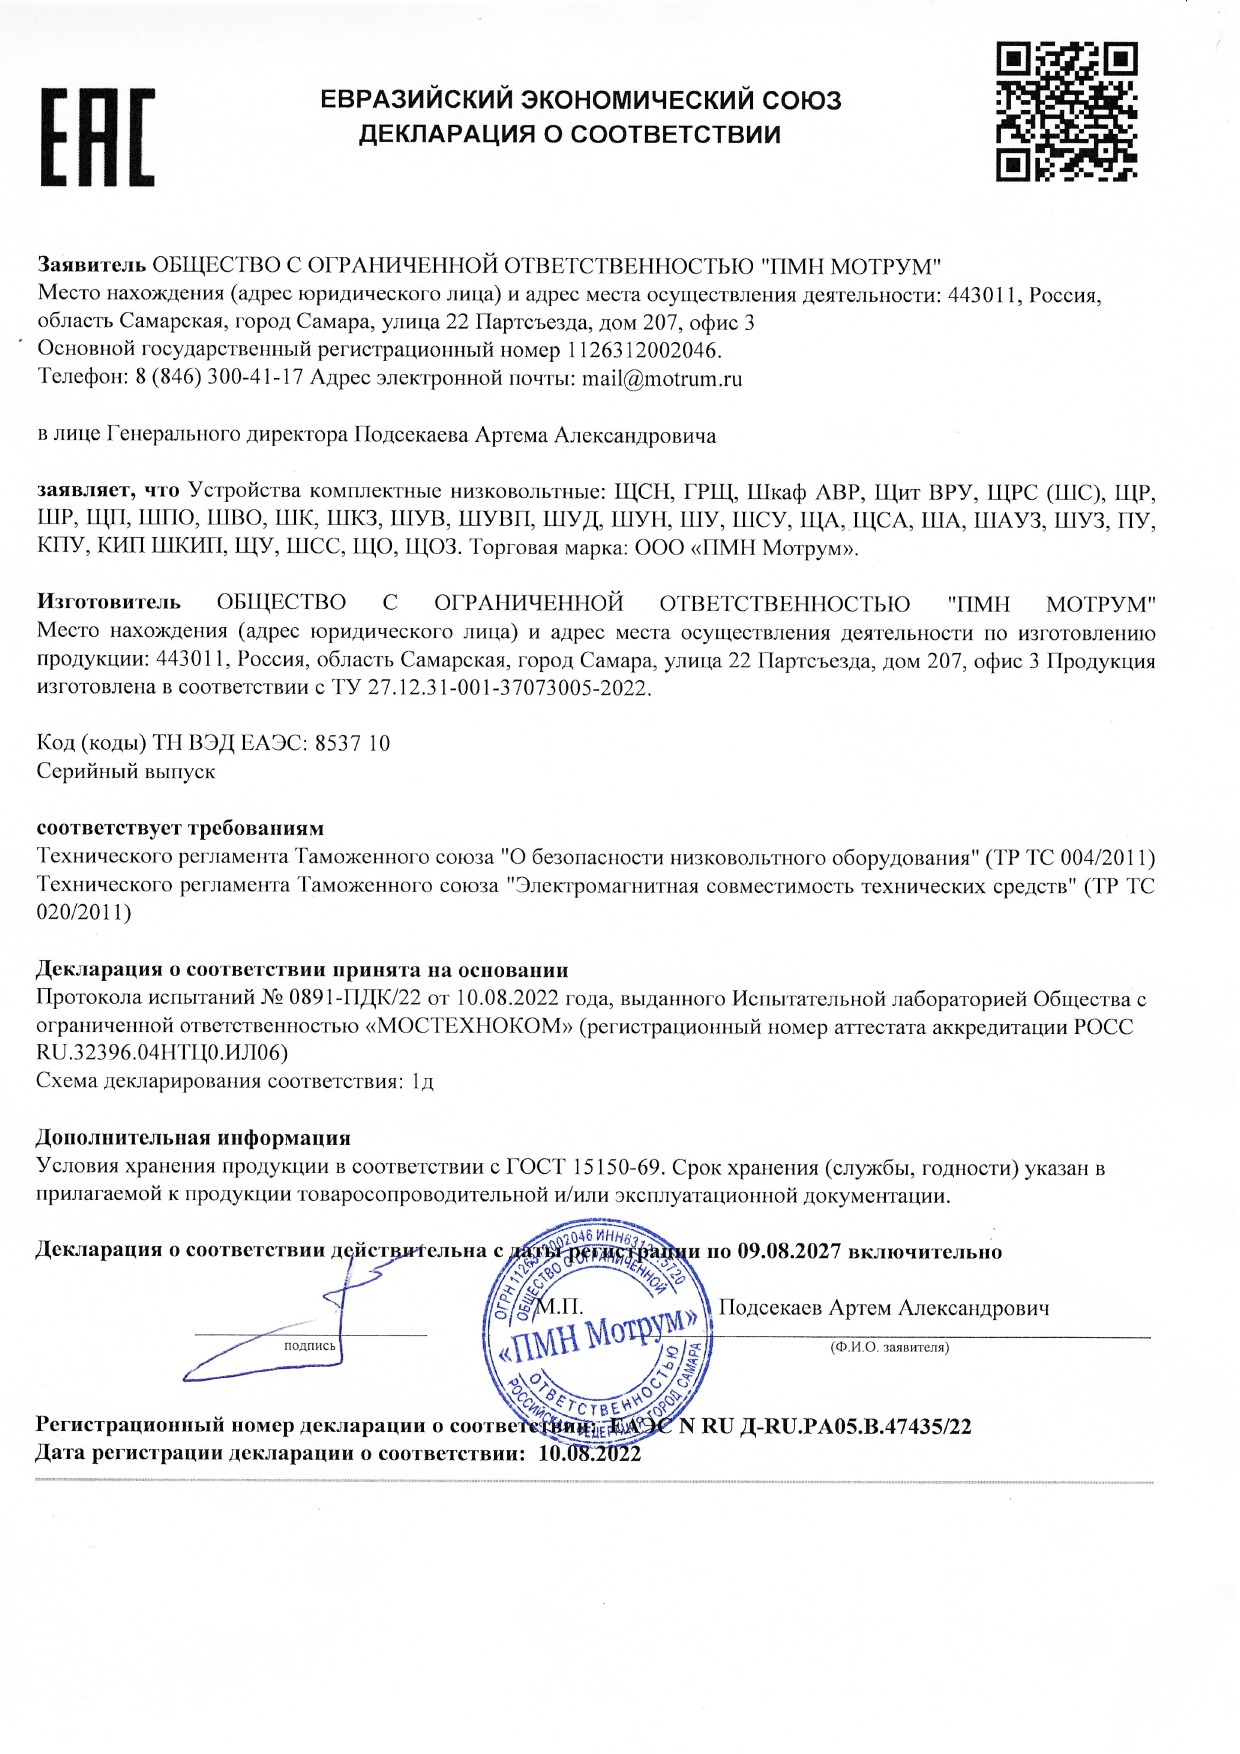 EAC
ЕВРАЗИЙСКИЙ ЭКОНОМИЧЕСКИЙ СОЮЗ
ДЕКЛАРАЦИЯ О СООТВЕТСТВИИ
Заявитель ОБЩЕСТВО С ОГРАНИЧЕННОЙ ОТВЕТСТВЕННОСТЬЮ "ПМН МОТРУМ"
Место нахождения (адрес юридического лица) и адрес места осуществления деятельности: 443011, Россия,
область Самарская, город Самара, улица 22 Партсъезда, дом 207, офис 3
Основной государственный регистрационный номер 1126312002046.
Телефон: 8 (846) 300-41-17 Адрес электронной почты: mail@motrum.ru
в лице Генерального директора Подсекаева Артема Александровича
заявляет, что Устройства комплектные низковольтные: ЩСН, ГРЩ, Шкаф АВР, Щит ВРУ, ЩРС (ШС), ЩР,
ШР, ЩП, ШПО, ШВО, ШК, ШКЗ, ШУВ, ШУВП, ШУД, ШУН, ШУ, ШСУ, ЩА, ЩСА, ША, ШАУЗ, ШУЗ, ПУ,
КПУ, КИП ШКИП, ЩУ, ШСС, ЩО, ЩОЗ. Торговая марка: ООО «ПМН Мотрум».
Изготовитель ОБЩЕСТВО С ОГРАНИЧЕННОЙ ОТВЕТСТВЕННОСТЬЮ "ПМН МОТРУМ"
Место нахождения (адрес юридического лица) и адрес места осуществления деятельности по изготовлению
продукции: 443011, Россия, область Самарская, город Самара, улица 22 Партсъезда, дом 207, офис 3 Продукция
изготовлена в соответствии с ТУ 27.12.31-001-37073005-2022.
Код (коды) ТН ВЭД ЕАЭС: 8537 10
Серийный выпуск
соответствует требованиям
Технического регламента Таможенного союза "О безопасности низковольтного оборудования" (ТР ТС 004/2011)
Технического регламента Таможенного союза "Электромагнитная совместимость технических средств" (ТР ТС
020/2011)
Декларация о соответствии принята на основании
Протокола испытаний № 0891-ПДК/22 от 10.08.2022 года, выданного Испытательной лабораторией Общества с
ограниченной ответственностью «МОСТЕХНОКОМ» (регистрационный номер аттестата аккредитации РОСС
RU.32396.04НТЦ0.ИЛ06)
Схема декларирования соответствия: 1д
Дополнительная информация
Условия хранения продукции в соответствии с ГОСТ 15150-69. Срок хранения (службы, годности) указан в
прилагаемой к продукции товаросопроводительной и/или эксплуатационной документации.
Декларация о соответствии действительна с даты регистрации по 09.08.2027 включительно
М.П.
Подсекаев Артем Александрович
подпись
(Ф.И.О. заявителя)
ОГРН 1126312002046
ОБЩЕСТВО С ОГРАНИЧЕННОЙ
«ПМН Мотрум»
ОТВЕТСТВЕННОСТЬЮ
РОССИЙСКАЯ ФЕДЕРАЦИЯ ГОРОД САМАРА
Регистрационный номер декларации о соответствии: ЕАЭС N RU Д-RU.РА05.В.47435/22
Дата регистрации декларации о соответствии: 10.08.2022